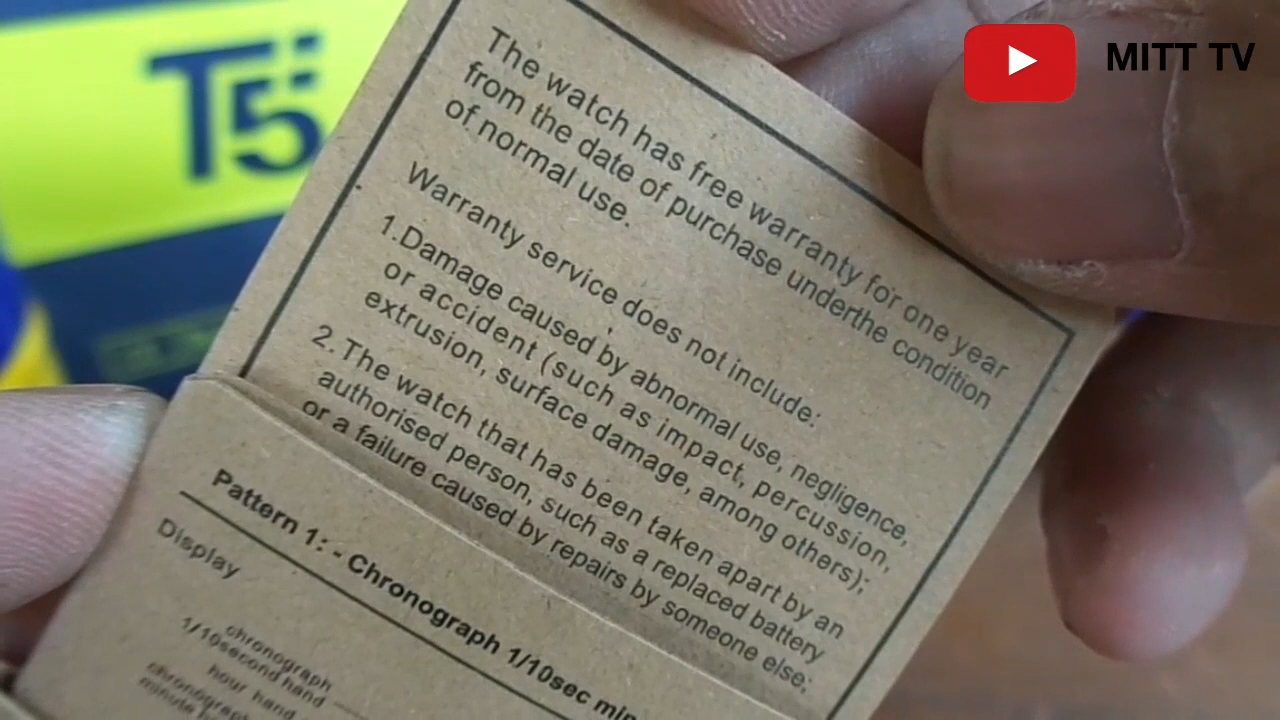 MITT TV
T5
The watch has free warranty for one year
from the date of purchase underthe condition
of normal use.
Warranty service does not include:
1.Damage caused by abnormal use, negligence,
or accident (such as impact, percussion,
extrusion, surface damage, among others);
2. The watch that has been taken apart by an
authorised person, such as a replaced battery
or a failure caused by repairs by someone else;
Pattern 1: - Chronograph 1/10sec
Display
chronograph
1/10second hand
hour hand